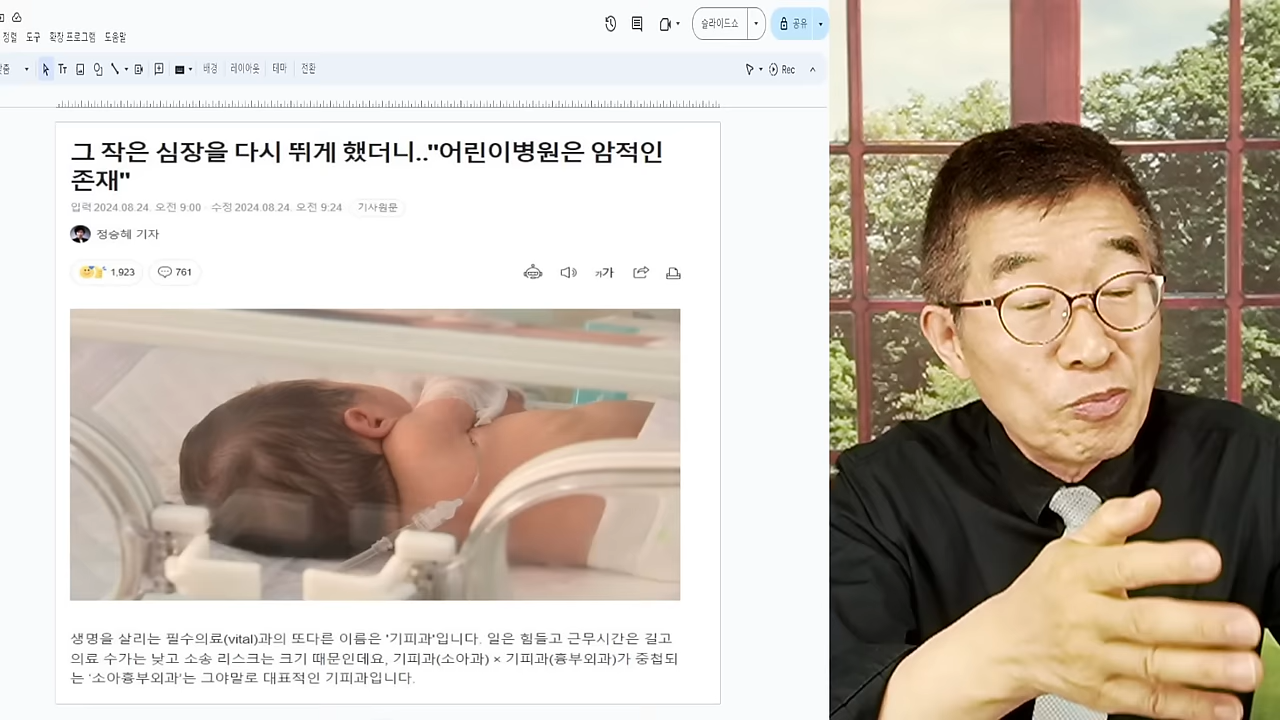 정렬 도구 확장 프로그램 도움말
슬라이드쇼
공유
배경 레이아웃 테마 전환
Rec
그 작은 심장을 다시 뛰게 했더니.."어린이병원은 암적인
존재"
입력 2024.08.24. 오전 9:00 수정 2024.08.24. 오전 9:24 기사원문
정승혜 기자
1,923 761
가가
생명을 살리는 필수의료(vital)과의 또다른 이름은 '기피과'입니다. 일은 힘들고 근무시간은 길고
의료 수가는 낮고 소송 리스크는 크기 때문인데요, 기피과(소아과) × 기피과(흉부외과)가 중첩되
는 '소아흉부외과'는 그야말로 대표적인 기피과입니다.